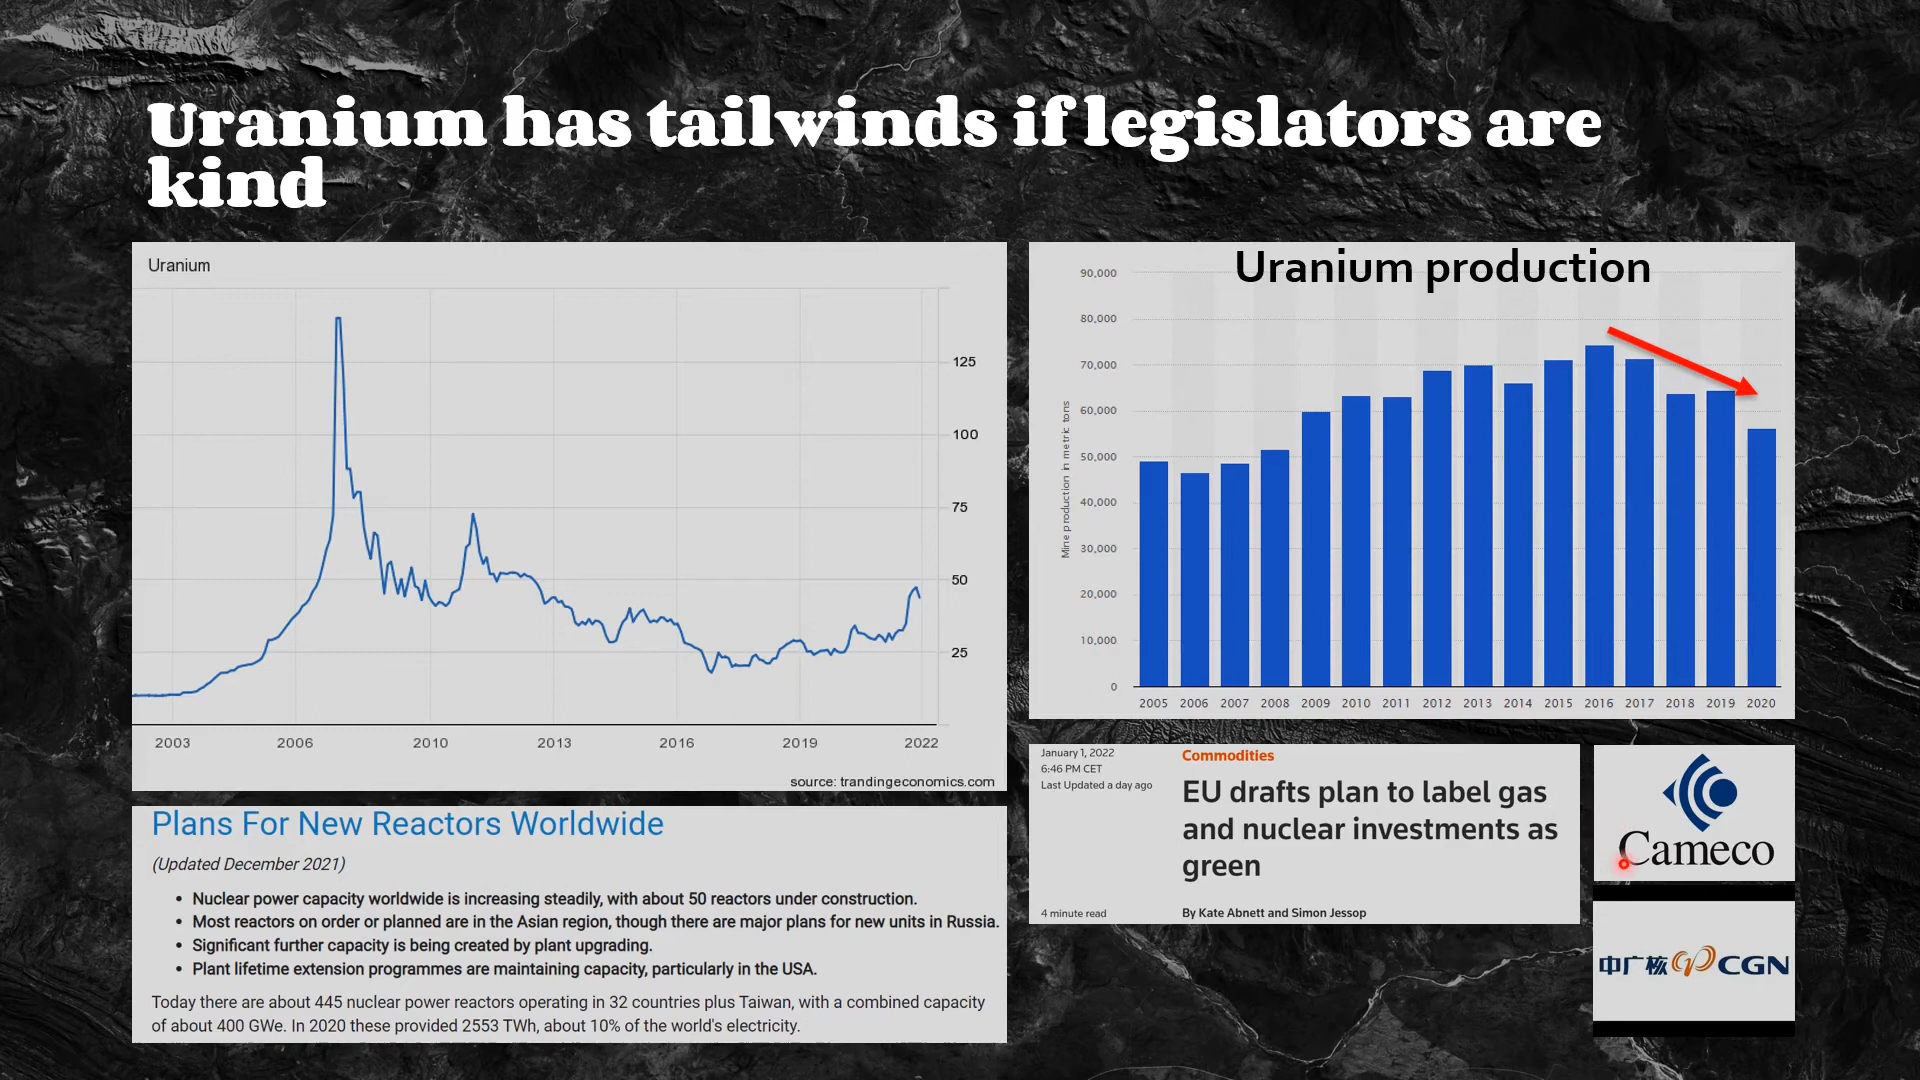 Uranium has tailwinds if legislators are
kind
Uranium
125
100
75
50
25
2003 2006 2010 2013 2016 2019 2022
source: trandingeconomics.com
Uranium production
90,000
80,000
70,000
60,000
50,000
40,000
30,000
20,000
10,000
0
Mine production in metric tons
2005 2006 2007 2008 2009 2010 2011 2012 2013 2014 2015 2016 2017 2018 2019 2020
Plans For New Reactors Worldwide
(Updated December 2021)
• Nuclear power capacity worldwide is increasing steadily, with about 50 reactors under construction.
• Most reactors on order or planned are in the Asian region, though there are major plans for new units in Russia.
• Significant further capacity is being created by plant upgrading.
• Plant lifetime extension programmes are maintaining capacity, particularly in the USA.
Today there are about 445 nuclear power reactors operating in 32 countries plus Taiwan, with a combined capacity
of about 400 GWe. In 2020 these provided 2553 TWh, about 10% of the world's electricity.
January 1, 2022
6:46 PM CET
Last Updated a day ago
4 minute read
Commodities
EU drafts plan to label gas
and nuclear investments as
green
By Kate Abnett and Simon Jessop
Cameco
中广核 CGN